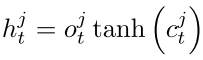 h_t^j = o_t^j tanh(c_t^j)